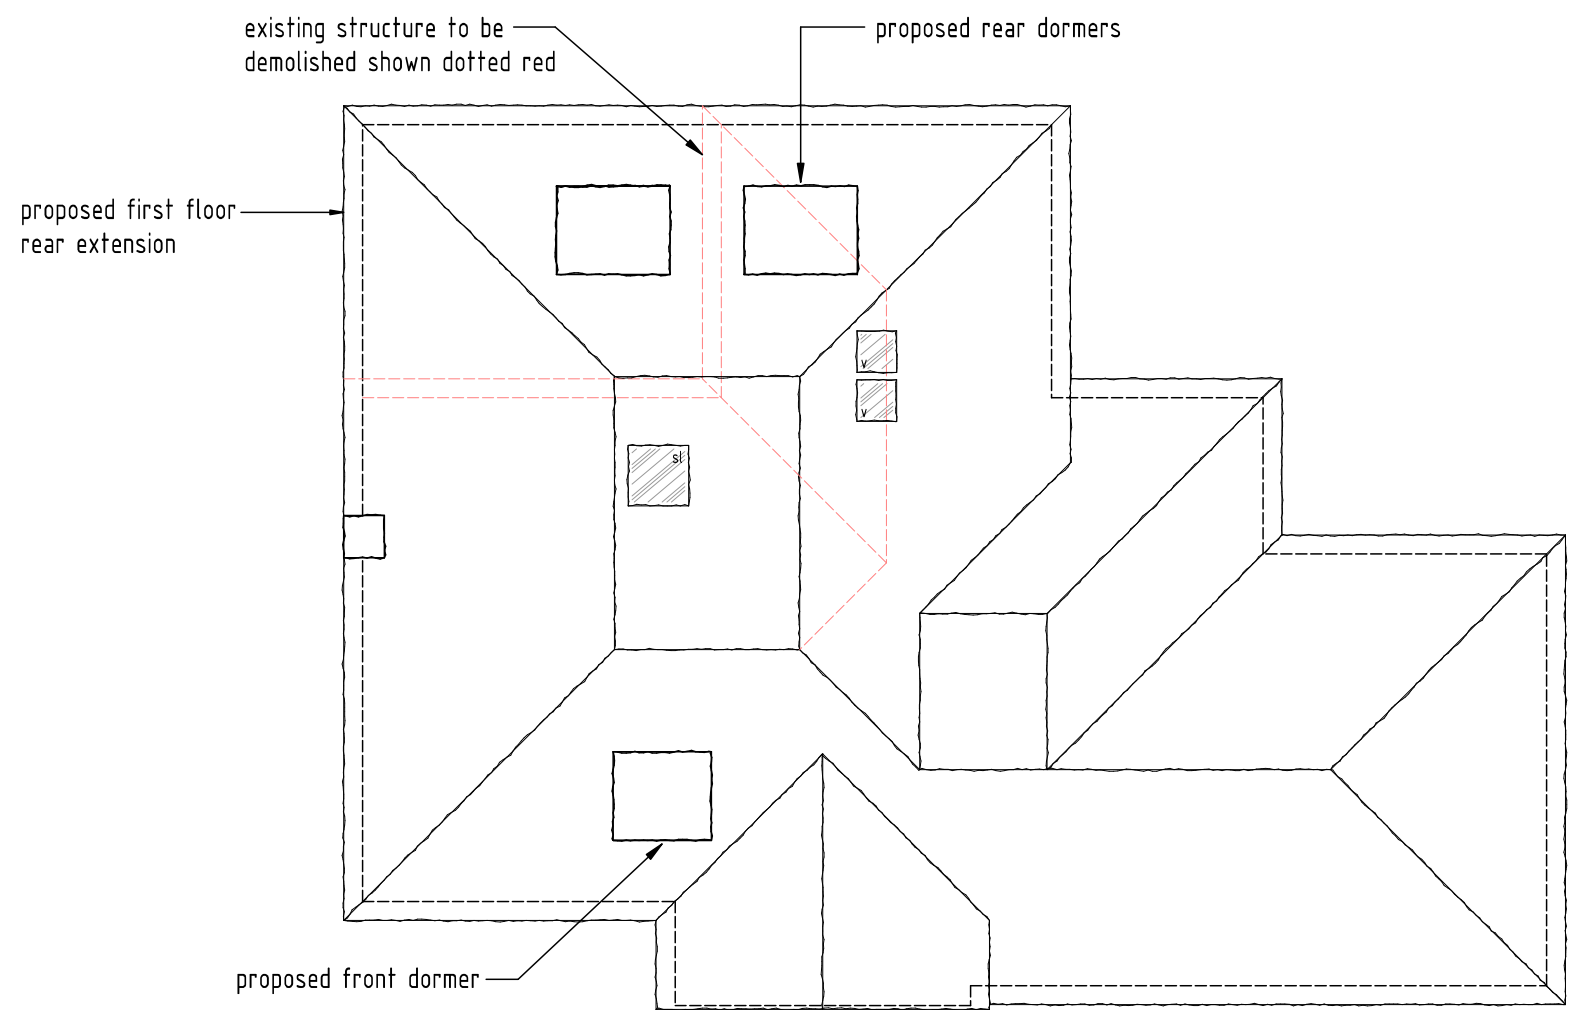 existing structure to be
demolished shown dotted red
proposed rear dormers
proposed first floor
rear extension
v
v
sl
proposed front dormer